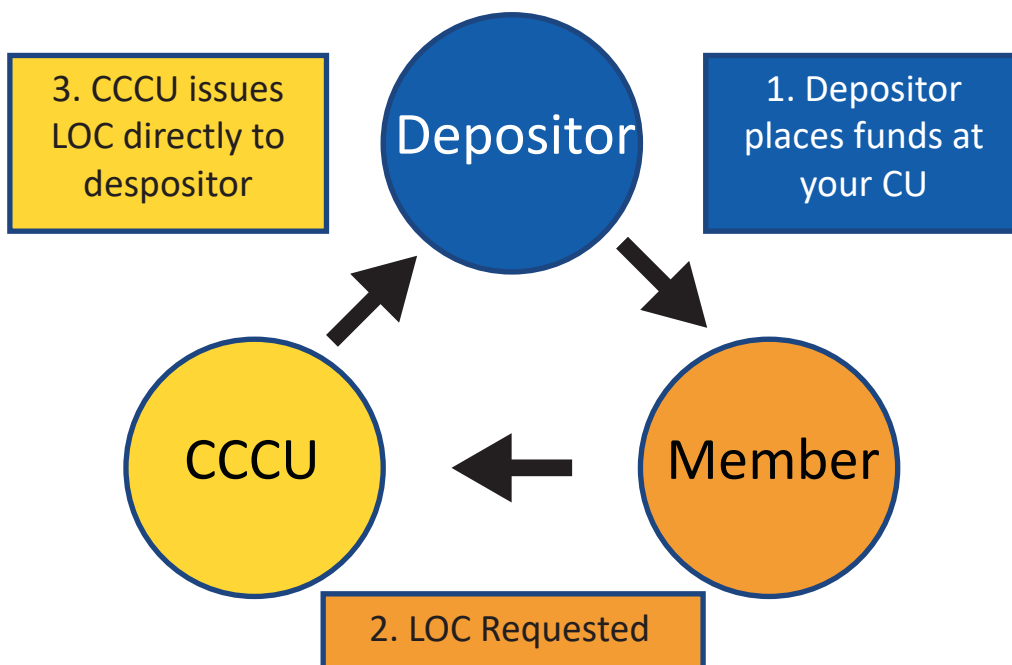 3. CCCU issues
LOC directly to
despositor
Depositor
1. Depositor
places funds at
your CU
CCCU
Member
2. LOC Requested